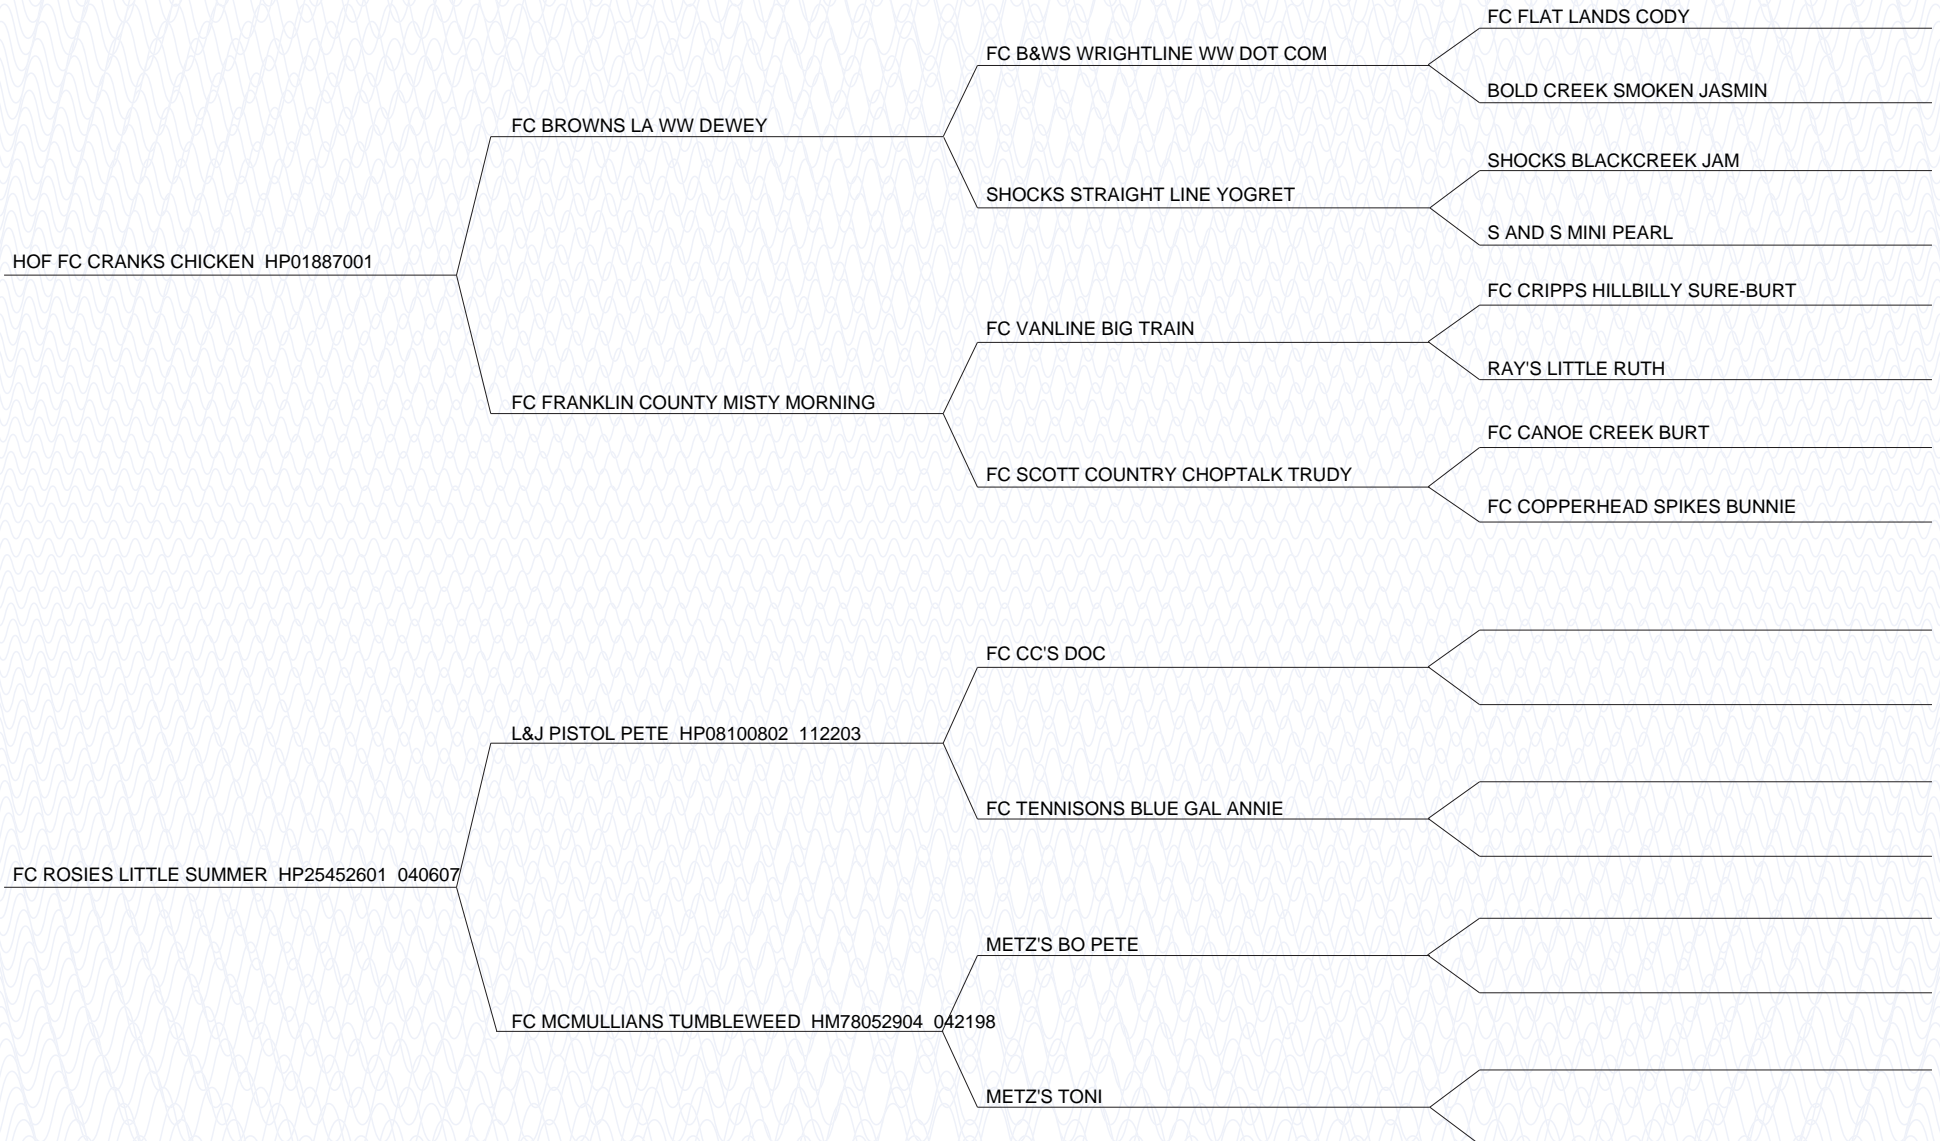 FC FLAT LANDS CODY
FC B&WS WRIGHTLINE WW DOT COM
BOLD CREEK SMOKEN JASMIN
FC BROWNS LA WW DEWEY
SHOCKS BLACKCREEK JAM
SHOCKS STRAIGHT LINE YOGRET
S AND S MINI PEARL
HOF FC CRANKS CHICKEN  HP01887001
FC CRIPPS HILLBILLY SURE-BURT
FC VANLINE BIG TRAIN
RAY'S LITTLE RUTH
FC FRANKLIN COUNTY MISTY MORNING
FC CANOE CREEK BURT
FC SCOTT COUNTRY CHOPTALK TRUDY
FC COPPERHEAD SPIKES BUNNIE
FC CC'S DOC
L&J PISTOL PETE  HP08100802  112203
FC TENNISONS BLUE GAL ANNIE
FC ROSIES LITTLE SUMMER  HP25452601  040607
METZ'S BO PETE
FC MCMULLIANS TUMBLEWEED  HM78052904  042198
METZ'S TONI